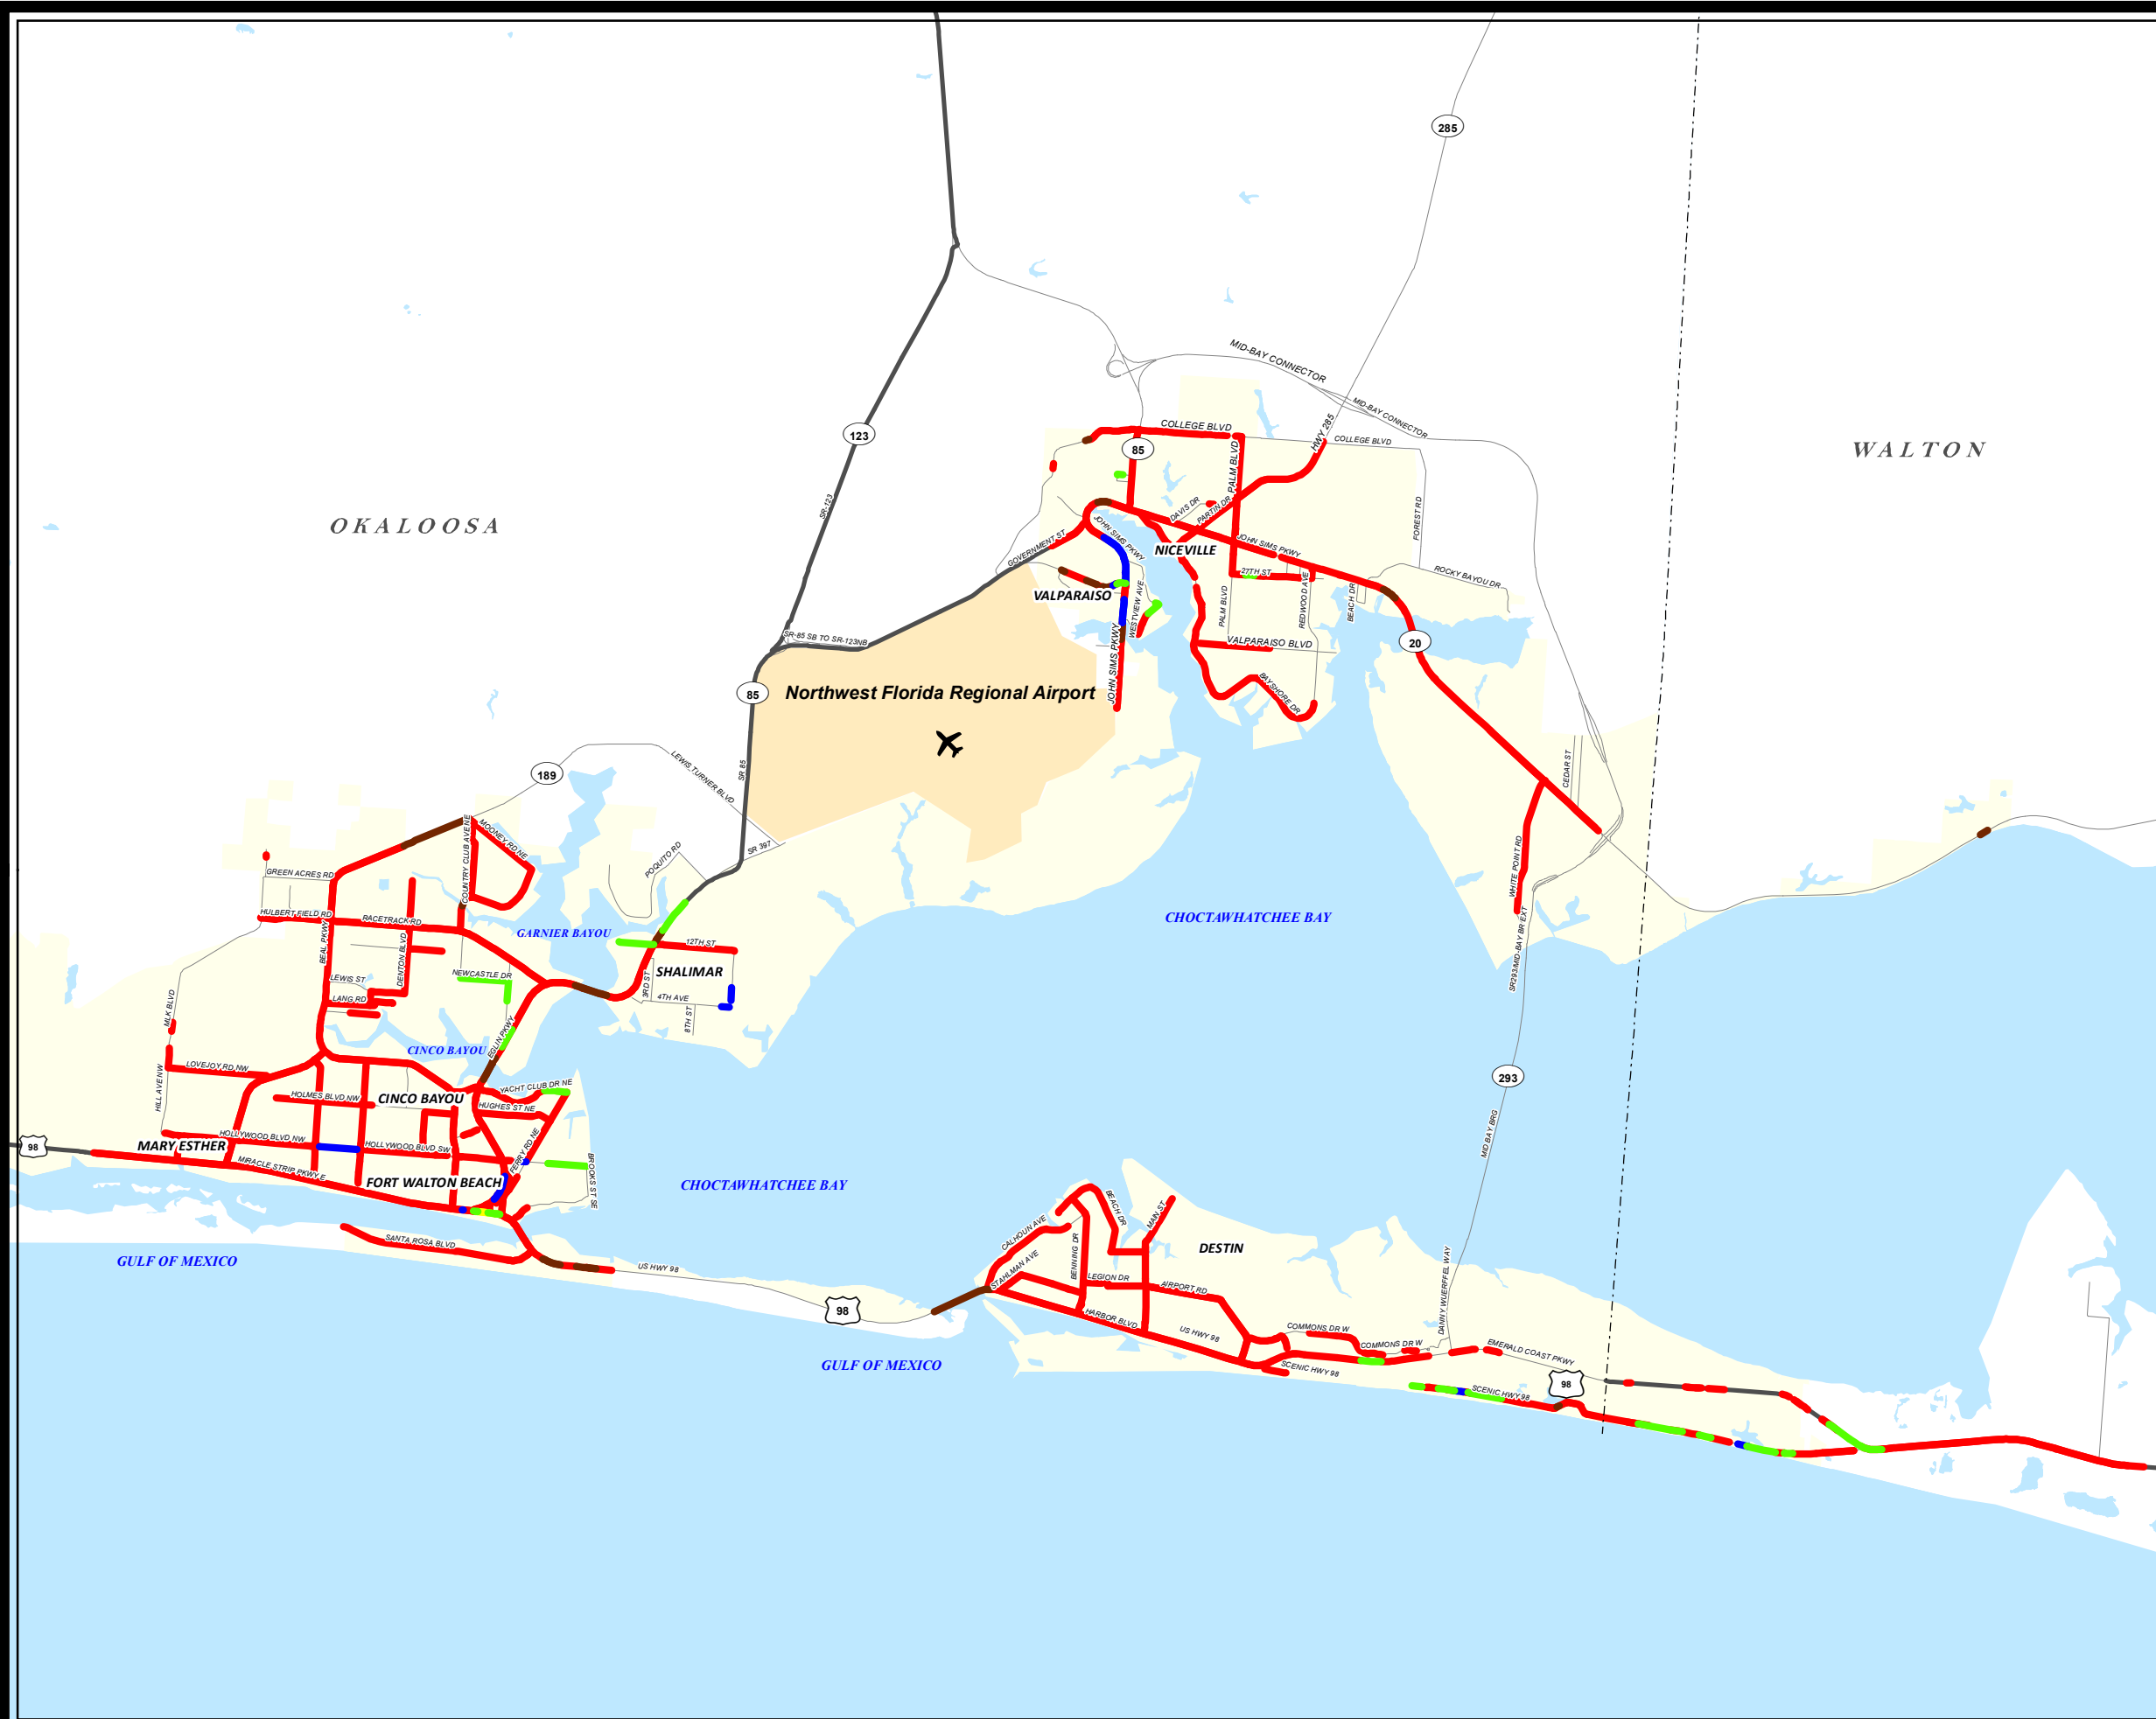 285
MID-BAY CONNECTOR
MID-BAY CONNECTOR
123
COLLEGE BLVD
HWY 285
COLLEGE BLVD
85
PALM BLVD
WALTON
OKALOOSA
SR-123
DAVIS DR
PARTIN DR
FOREST RD
JOHN SIMS PKWY
JOHN SIMS PKWY
NICEVILLE
GOVERNMENT ST
27TH ST
ROCKY BAYOU DR
VALPARAISO
WESTVIEW AVE
PALM BLVD
REDWOOD AVE
BEACH DR
SR-85 SB TO SR-123NB
VALPARAISO BLVD
20
JOHN SIMS PKWY
85
Northwest Florida Regional Airport
BAYSHORE DR
189
LEWIS TURNER BLVD
SR 85
CEDAR ST
MOONEY RD NE
COUNTRY CLUB AVENE
SR 397
POQUITO RD
GREEN ACRES RD
WHITE POINT RD
HULBERT FIELD RD
RACETRACK RD
CHOCTAWHATCHEE BAY
GARNIER BAYOU
BEAL PKWY
DENTON BLVD
12TH ST
SHALIMAR
NEWCASTLE DR
LEWIS ST
LANG RD
3RD ST
4TH AVE
8TH ST
SR293/MID-BAY BR EXT
MLK BLVD
EGLIN PKWY
CINCO BAYOU
LOVEJOY RD NW
293
HILL AVE NW
HOLMES BLVD NW
CINCO BAYOU
YACHT CLUB DR NE
HUGHES ST NE
98
MARY ESTHER
HOLLYWOOD BLVD NW
HOLLYWOOD BLVD SW
FERRY RD NE
MID BAY BRG
MIRACLE STRIP PKWY E
FORT WALTON BEACH
BROOKS ST SE
CHOCTAWHATCHEE BAY
BEACH DR
MAIN ST
CALHOUN AVE
DESTIN
SANTA ROSA BLVD
BENNING DR
GULF OF MEXICO
US HWY 98
STAHLMAN AVE
LEGION DR
AIRPORT RD
DANNY WUERFFEL WAY
98
HARBOR BLVD
US HWY 98
COMMONS DR W
COMMONS DR W
EMERALD COAST PKWY
GULF OF MEXICO
SCENIC HWY 98
98
SCENIC HWY 98